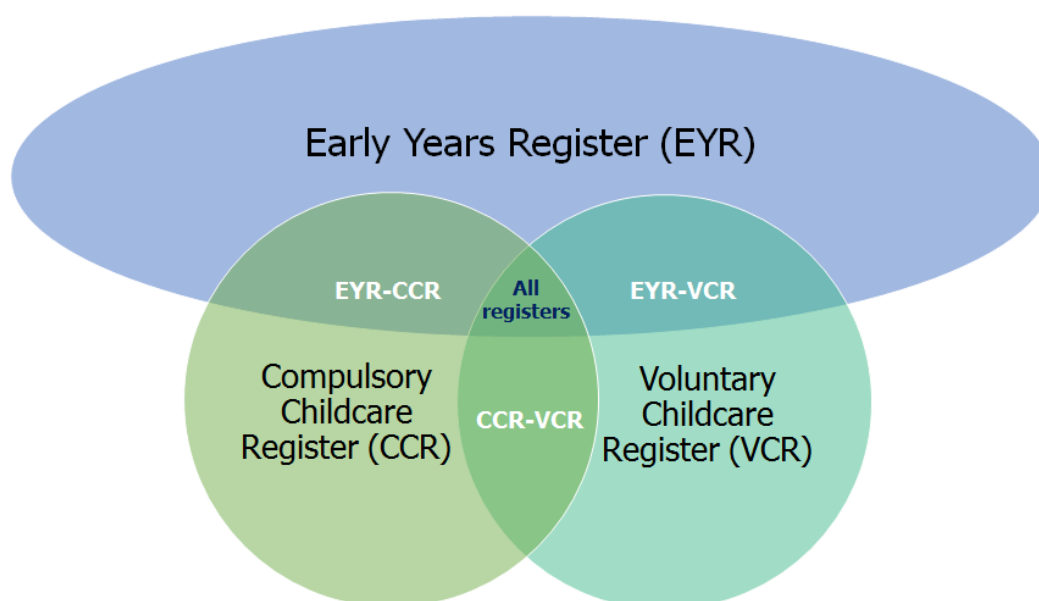 Early Years Register (EYR)
EYR-CCR
All
registers
EYR-VCR
Compulsory
Childcare
Register (CCR)
CCR-VCR
Voluntary
Childcare
Register (VCR)